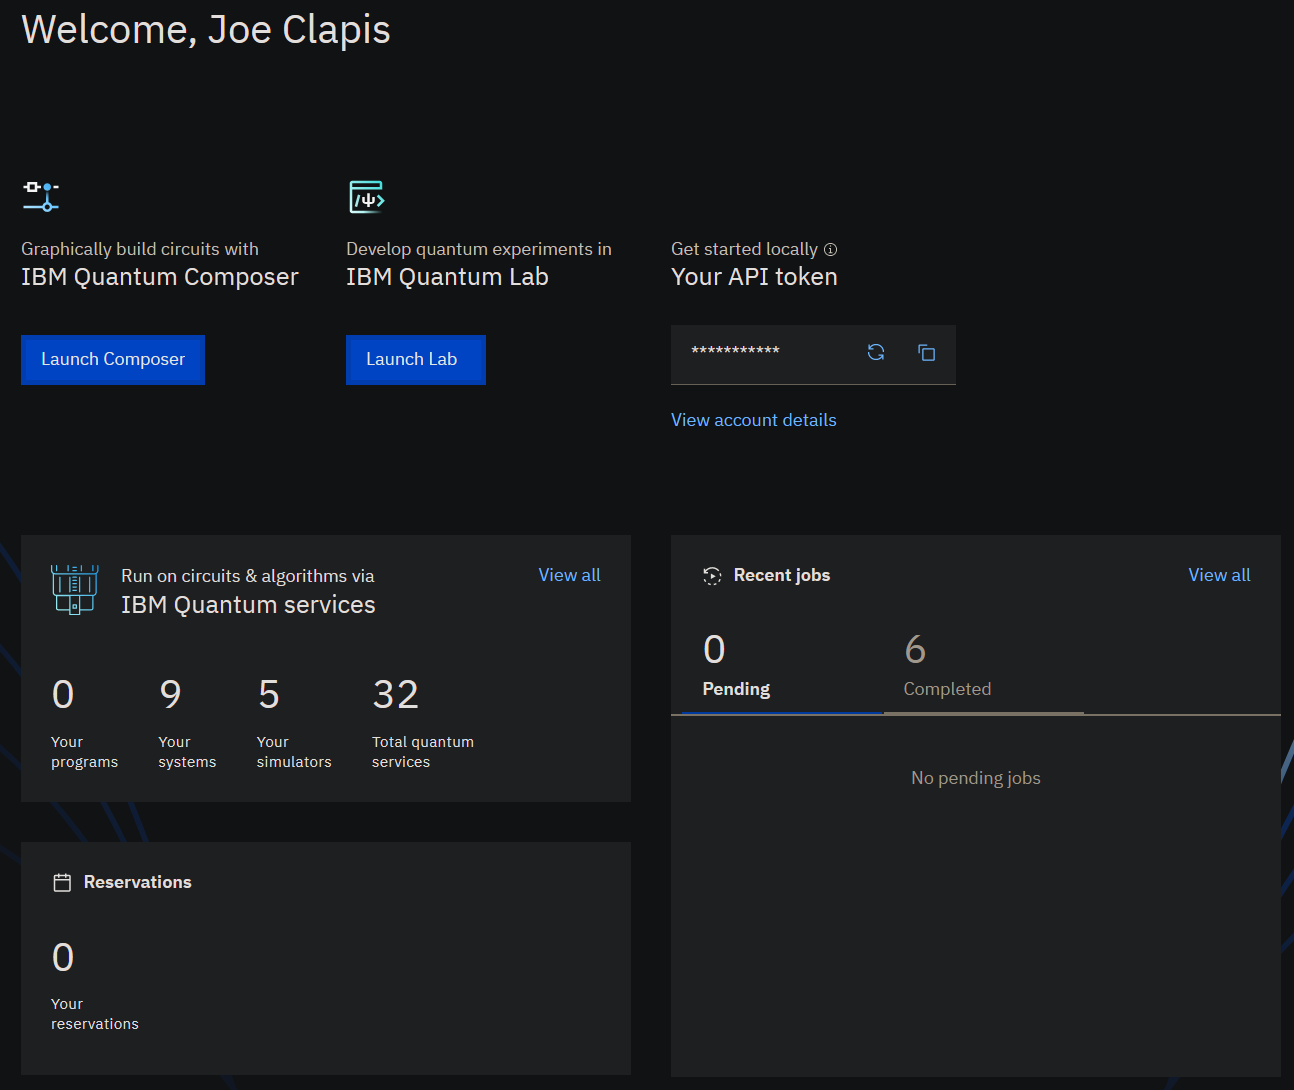 Welcome, Joe Clapis
Graphically build circuits with
IBM Quantum Composer
Launch Composer
Develop quantum experiments in
IBM Quantum Lab
Launch Lab
Get started locally
Your API token
***********
View account details
Run on circuits & algorithms via
IBM Quantum services
View all
0
Your
programs
9
Your
systems
5
Your
simulators
32
Total quantum
services
Reservations
0
Your
reservations
Recent jobs
View all
0
Pending
6
Completed
No pending jobs